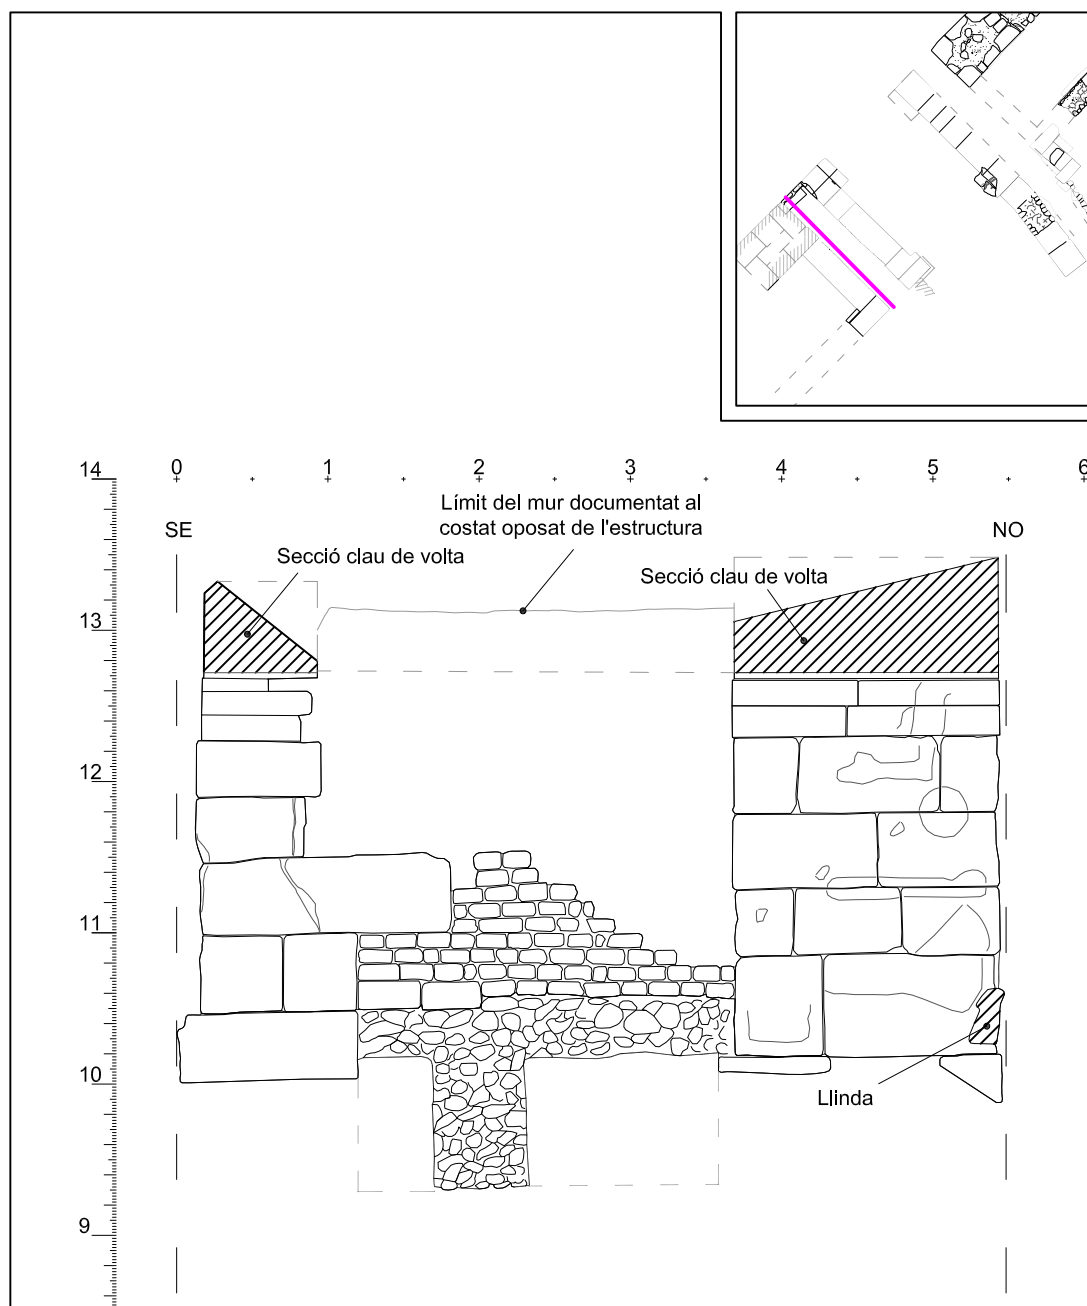 14 0 1 2 3 4 5 6
Límit del mur documentat al
costat oposat de l'estructura
SE
NO
Secció clau de volta
Secció clau de volta
13
12
11
10
Llinda
9